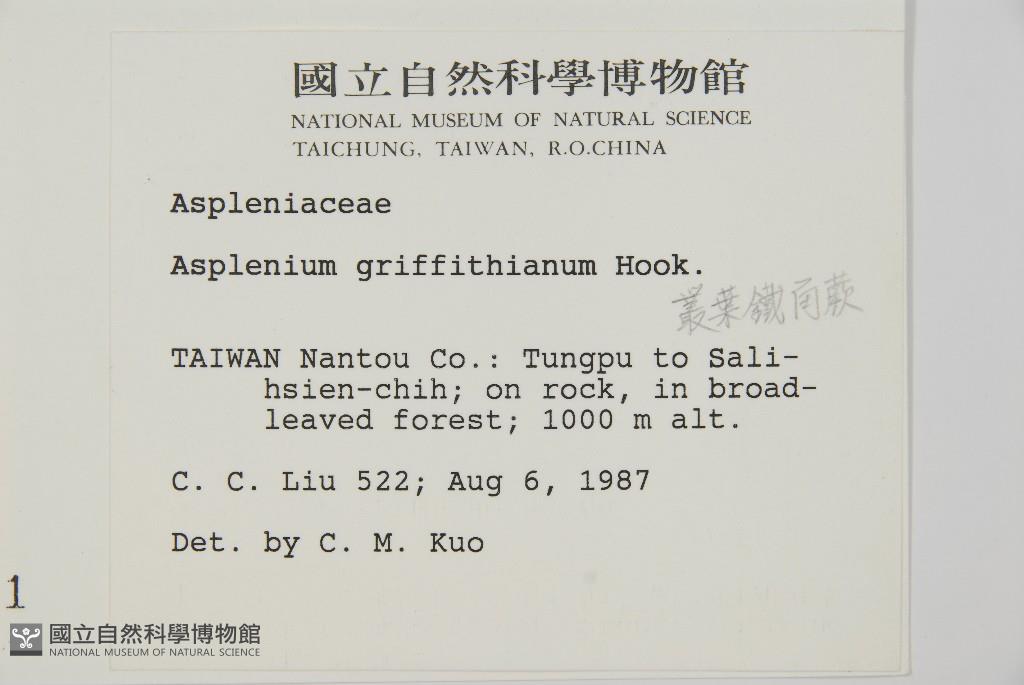 國立自然科學博物館
NATIONAL MUSEUM OF NATURAL SCIENCE
TAICHUNG, TAIWAN, R.O.CHINA
Aspleniaceae
Asplenium griffithianum Hook.
叢葉鐵角蕨
TAIWAN Nantou Co.: Tungpu to Sali-
hsien-chih; on rock, in broad-
leaved forest; 1000 m alt.
C. C. Liu 522; Aug 6, 1987
Det. by C. M. Kuo
1
國立自然科學博物館
NATIONAL MUSEUM OF NATURAL SCIENCE